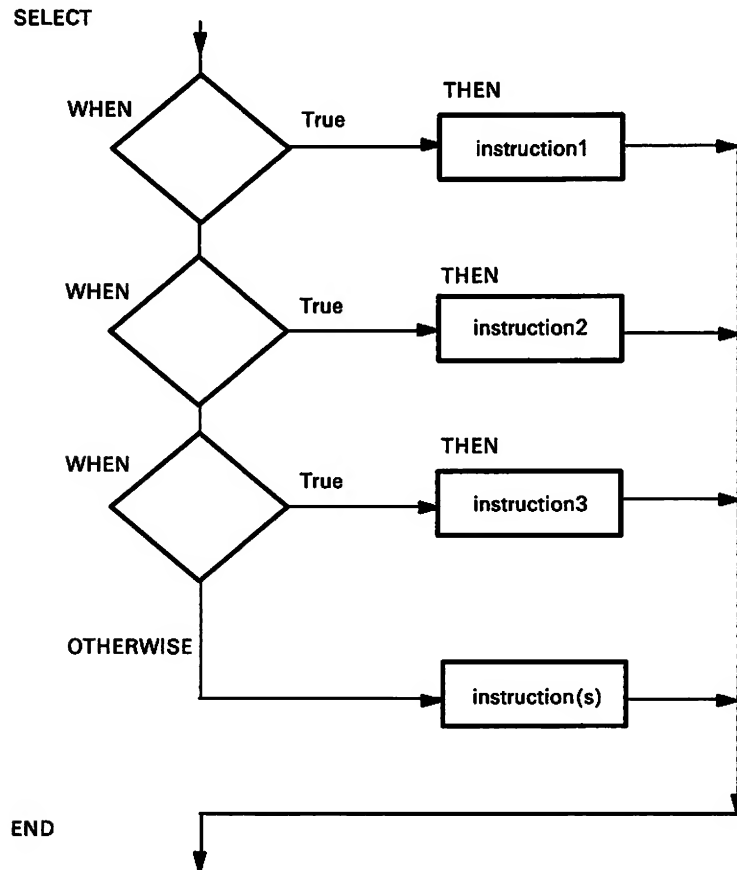 SELECT
WHEN
True
THEN
instruction1
WHEN
True
THEN
instruction2
WHEN
True
THEN
instruction3
OTHERWISE
instruction(s)
END